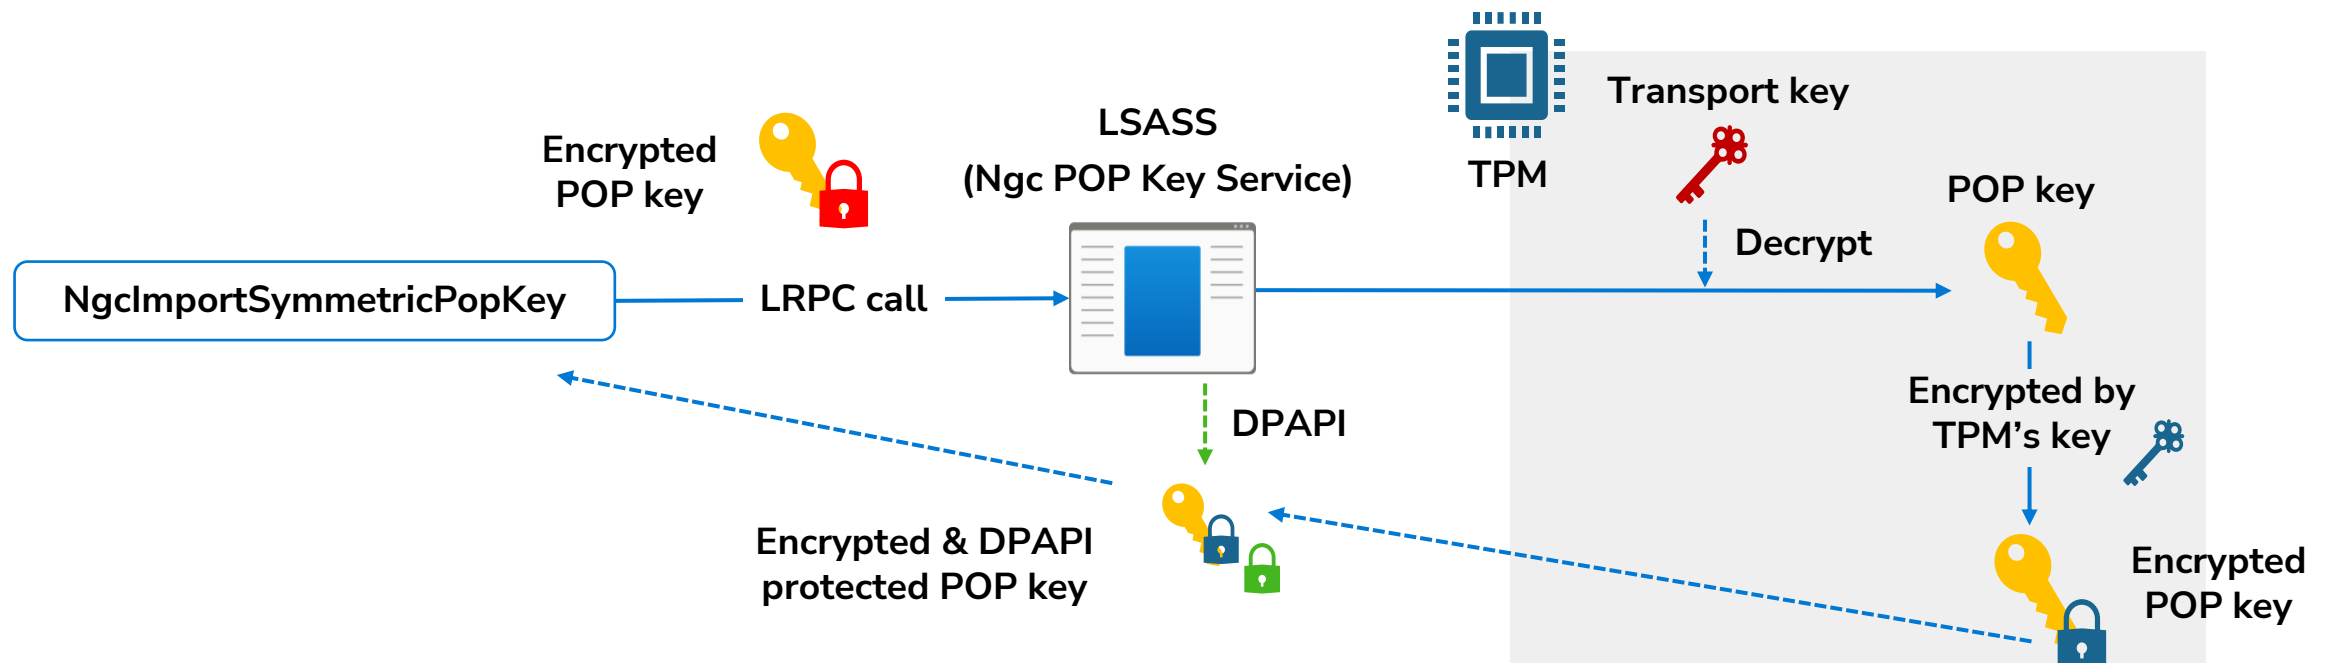 Encrypted
POP key
LSASS
(Ngc POP Key Service)
TPM
Transport key
Decrypt
POP key
NgcImportSymmetricPopKey
LRPC call
DPAPI
Encrypted by
TPM’s key
Encrypted & DPAPI
protected POP key
Encrypted
POP key